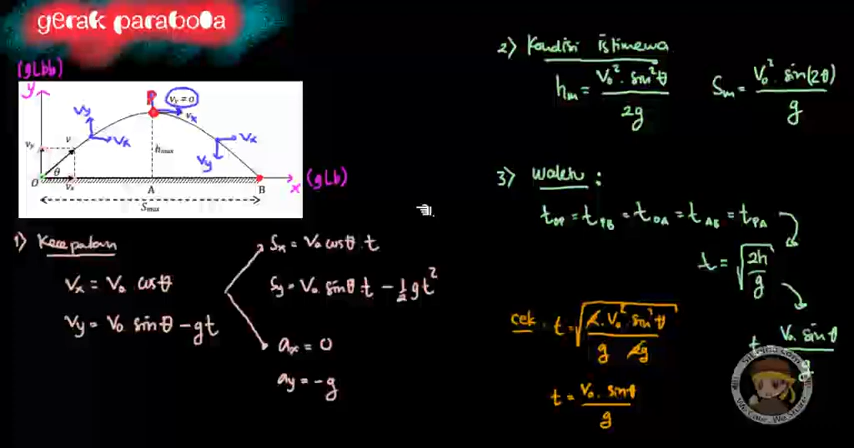 gerak parabola
(gLbb)
y
P
vy = 0
vx
vy
vx
vx
vy
v
vy
hmax
θ
O
vx
A
B
x (gLb)
Smax
1) Kecepatan
Vx = Vo cosθ
Vy = Vo sinθ - gt
Sx = Vo cosθ . t
Sy = Vo sinθ . t - 1/2 gt²
ax = 0
ay = -g
2) Kondisi istimewa
hm = Vo² . sin²θ / 2g
Sm = Vo² . sin(2θ) / g
3) Waktu :
tOP = tPB = tOA = tAB = tPA
t = √(2h/g)
t Vo . sinθ / g
cek : t = √(2 . Vo² . sin²θ / g 2g)
t = Vo . sinθ / g